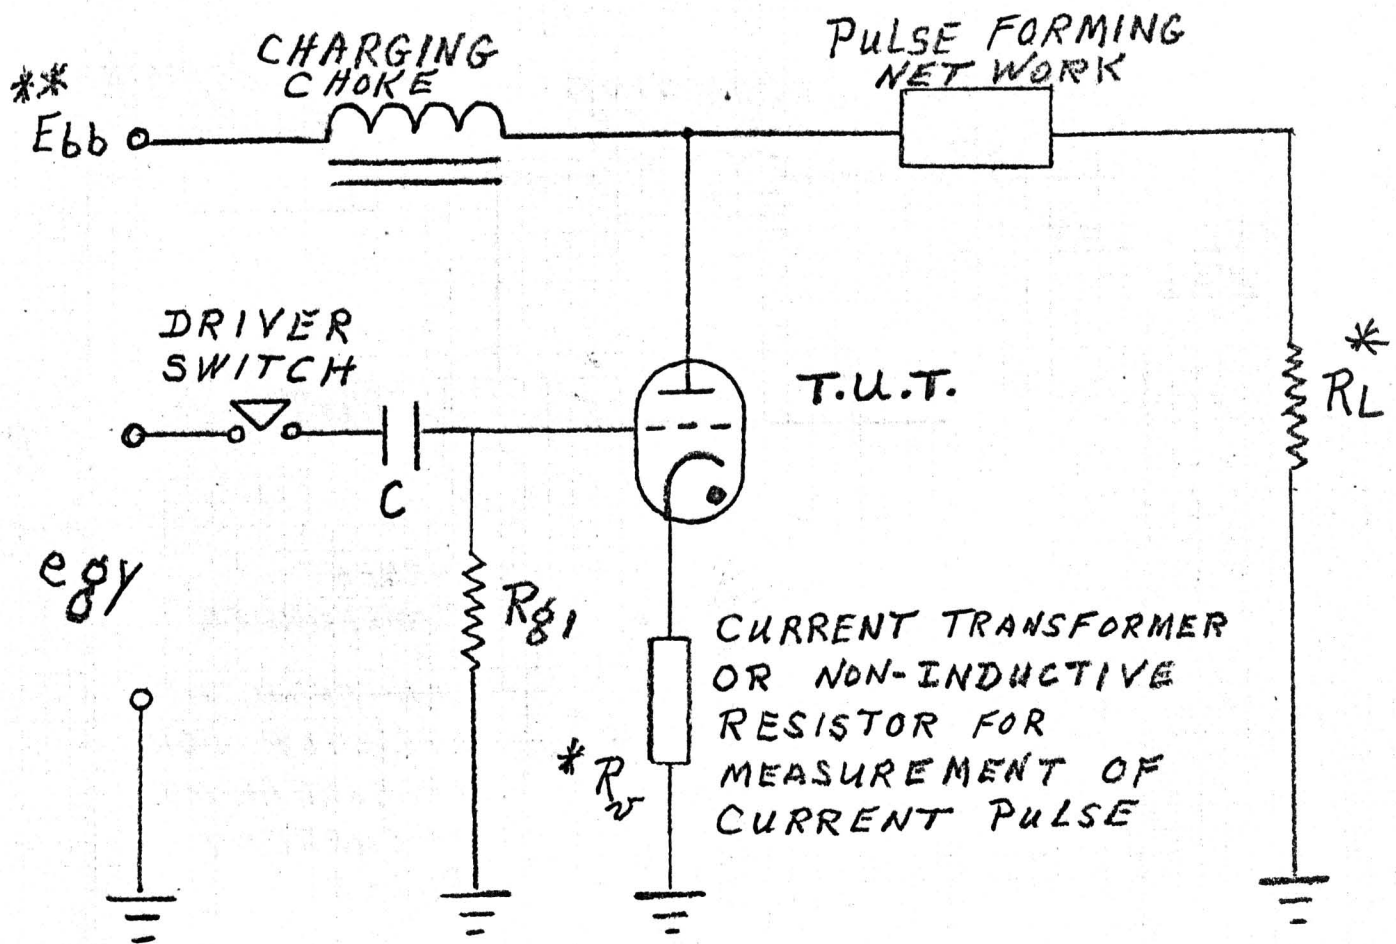 CHARGING
CHOKE
PULSE FORMING
NET WORK
**
Ebb
DRIVER
SWITCH
T.U.T.
*
RL
C
egy
Rg1
CURRENT TRANSFORMER
OR NON-INDUCTIVE
RESISTOR FOR
MEASUREMENT OF
CURRENT PULSE
* Rv